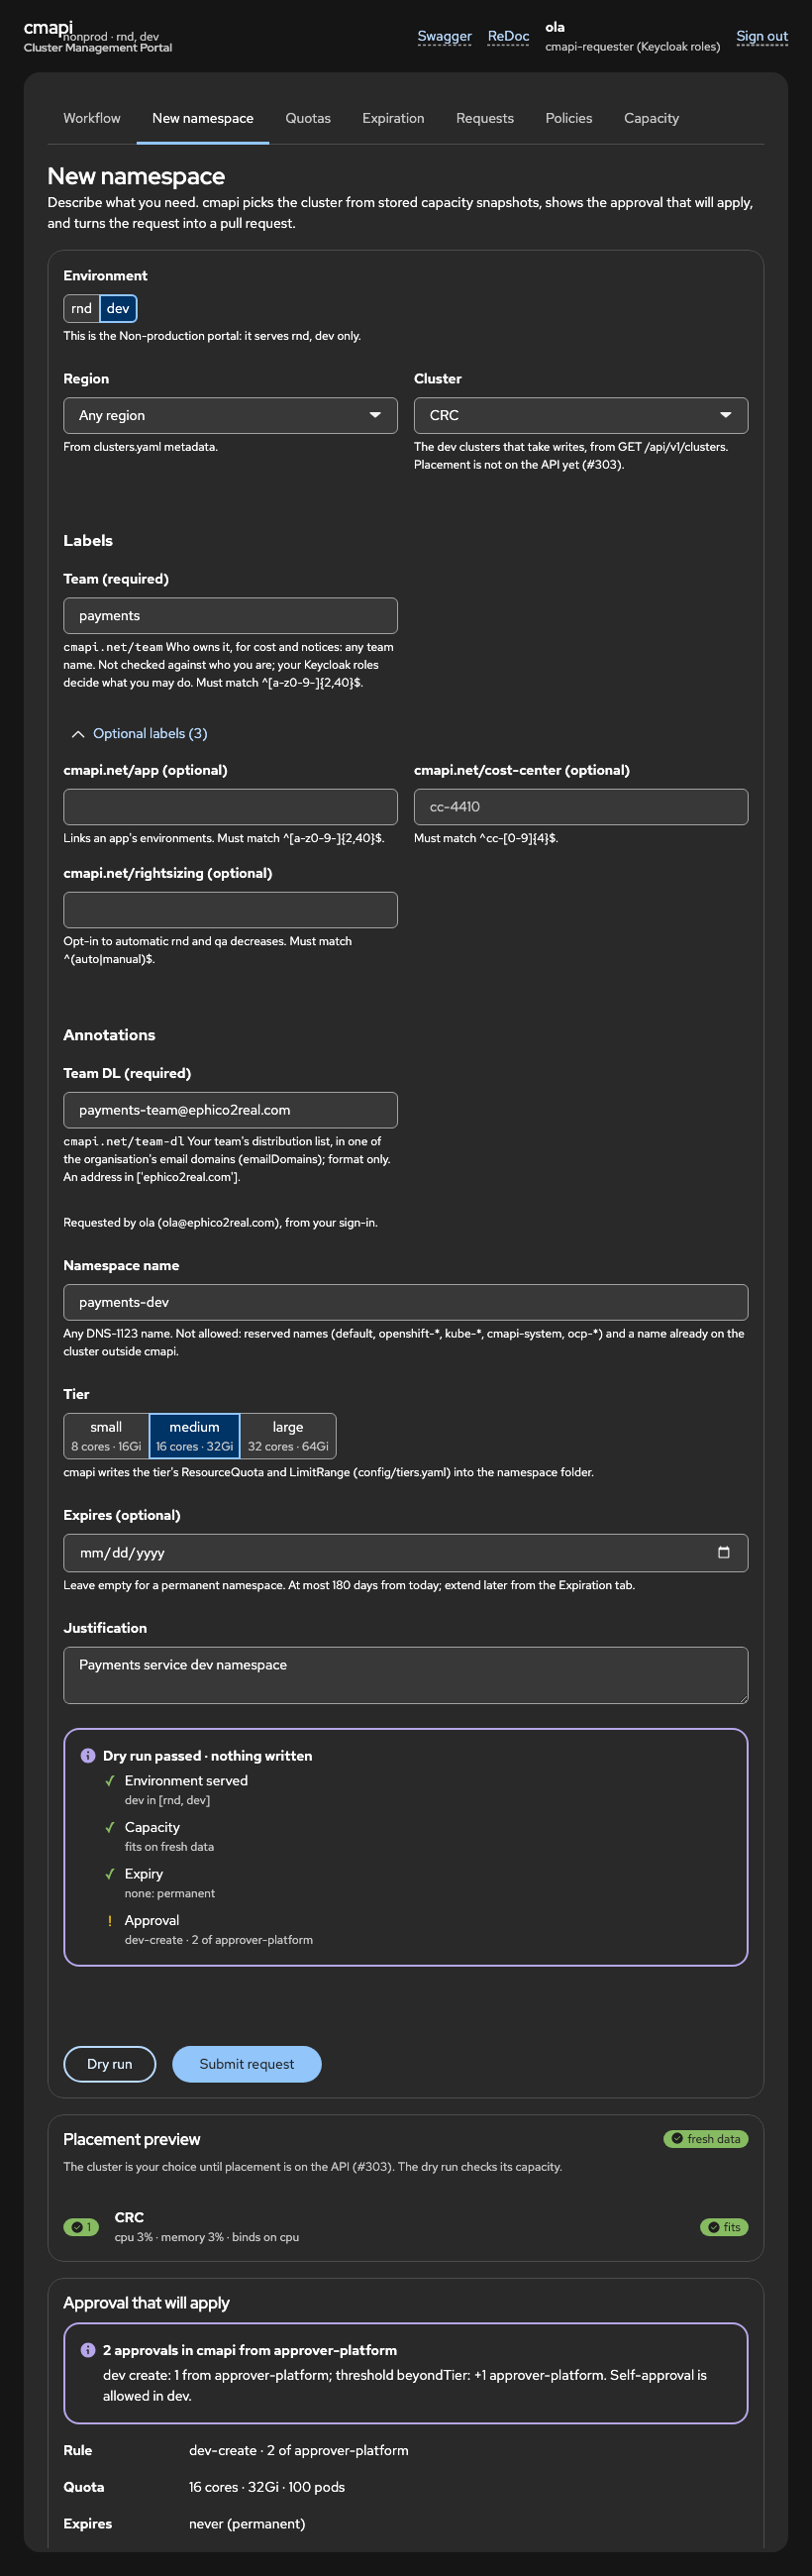 cmapi
nonprod · rnd, dev
Cluster Management Portal
Swagger
ReDoc
ola
cmapi-requester (Keycloak roles)
Sign out
Workflow
New namespace
Quotas
Expiration
Requests
Policies
Capacity
New namespace
Describe what you need. cmapi picks the cluster from stored capacity snapshots, shows the approval that will apply,
and turns the request into a pull request.
Environment
rnd
dev
This is the Non-production portal: it serves rnd, dev only.
Region
Cluster
Any region
CRC
From clusters.yaml metadata.
The dev clusters that take writes, from GET /api/v1/clusters.
Placement is not on the API yet (#303).
Labels
Team (required)
payments
cmapi.net/team Who owns it, for cost and notices: any team
name. Not checked against who you are; your Keycloak roles
decide what you may do. Must match ^[a-z0-9-]{2,40}$.
Optional labels (3)
cmapi.net/app (optional)
cmapi.net/cost-center (optional)
cc-4410
Links an app's environments. Must match ^[a-z0-9-]{2,40}$.
Must match ^cc-[0-9]{4}$.
cmapi.net/rightsizing (optional)
Opt-in to automatic rnd and qa decreases. Must match
^(auto|manual)$.
Annotations
Team DL (required)
payments-team@ephico2real.com
cmapi.net/team-dl Your team's distribution list, in one of
the organisation's email domains (emailDomains); format only.
An address in ['ephico2real.com'].
Requested by ola (ola@ephico2real.com), from your sign-in.
Namespace name
payments-dev
Any DNS-1123 name. Not allowed: reserved names (default, openshift-*, kube-*, cmapi-system, ocp-*) and a name already on the
cluster outside cmapi.
Tier
small
8 cores · 16Gi
medium
16 cores · 32Gi
large
32 cores · 64Gi
cmapi writes the tier's ResourceQuota and LimitRange (config/tiers.yaml) into the namespace folder.
Expires (optional)
mm/dd/yyyy
Leave empty for a permanent namespace. At most 180 days from today; extend later from the Expiration tab.
Justification
Payments service dev namespace
Dry run passed · nothing written
Environment served
dev in [rnd, dev]
Capacity
fits on fresh data
Expiry
none: permanent
Approval
dev-create · 2 of approver-platform
Dry run
Submit request
Placement preview
fresh data
The cluster is your choice until placement is on the API (#303). The dry run checks its capacity.
1
CRC
cpu 3% · memory 3% · binds on cpu
fits
Approval that will apply
2 approvals in cmapi from approver-platform
dev create: 1 from approver-platform; threshold beyondTier: +1 approver-platform. Self-approval is
allowed in dev.
Rule
dev-create · 2 of approver-platform
Quota
16 cores · 32Gi · 100 pods
Expires
never (permanent)